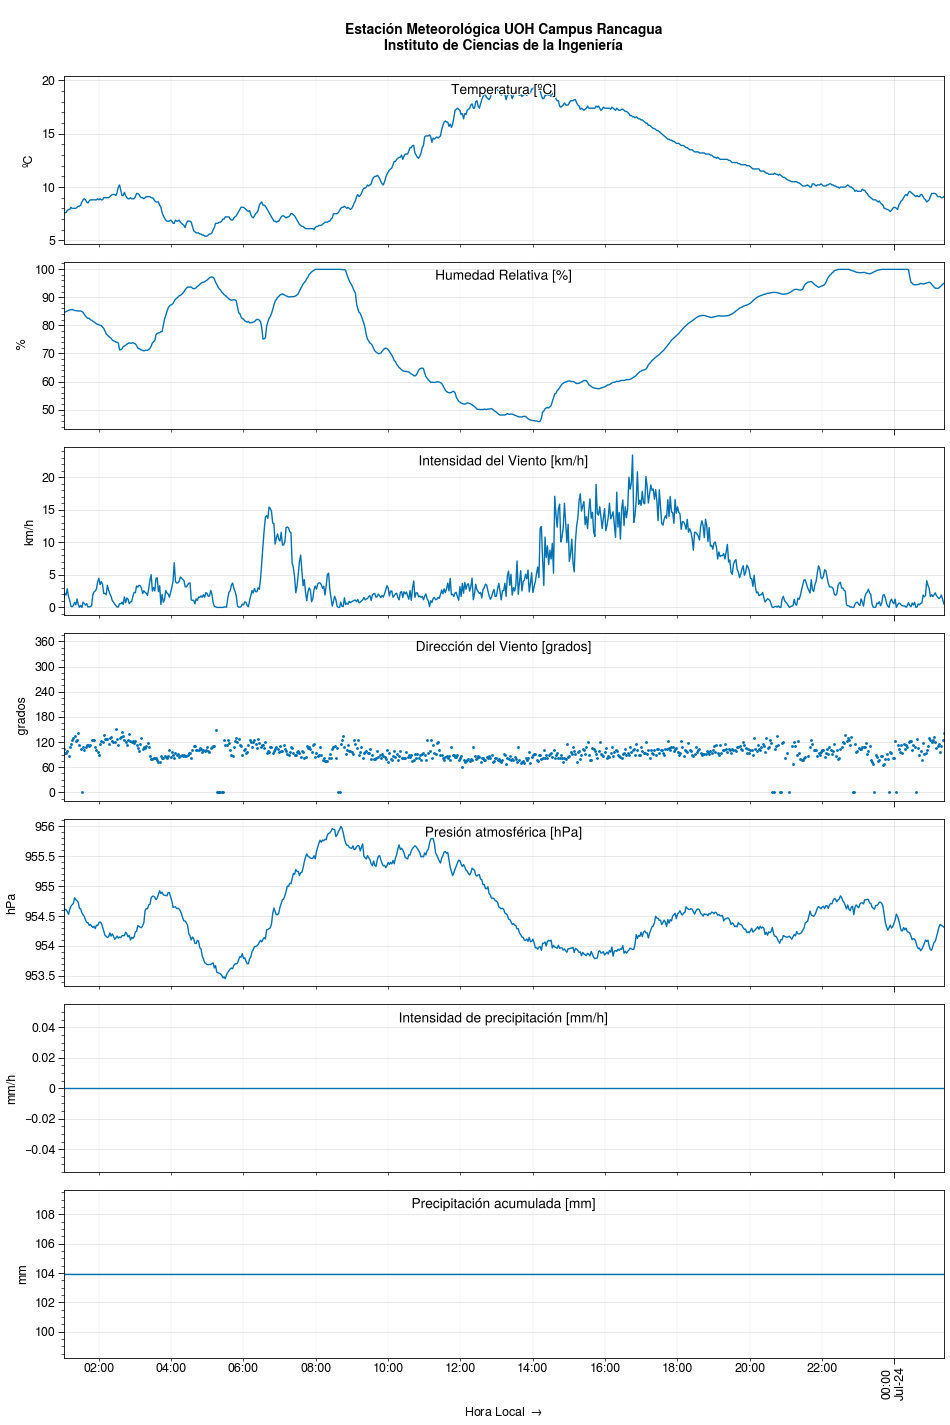 Estación Meteorológica UOH Campus Rancagua
Instituto de Ciencias de la Ingeniería
Temperatura [ºC]
20
15
10
5
ºC
Humedad Relativa [%]
100
90
80
70
60
50
%
Intensidad del Viento [km/h]
20
15
10
5
0
km/h
Dirección del Viento [grados]
360
300
240
180
120
60
0
grados
Presión atmosférica [hPa]
956
955.5
955
954.5
954
953.5
hPa
Intensidad de precipitación [mm/h]
0.04
0.02
0
−0.02
−0.04
mm/h
Precipitación acumulada [mm]
108
106
104
102
100
mm
02:00 04:00 06:00 08:00 10:00 12:00 14:00 16:00 18:00 20:00 22:00 00:00
Jul-24
Hora Local →